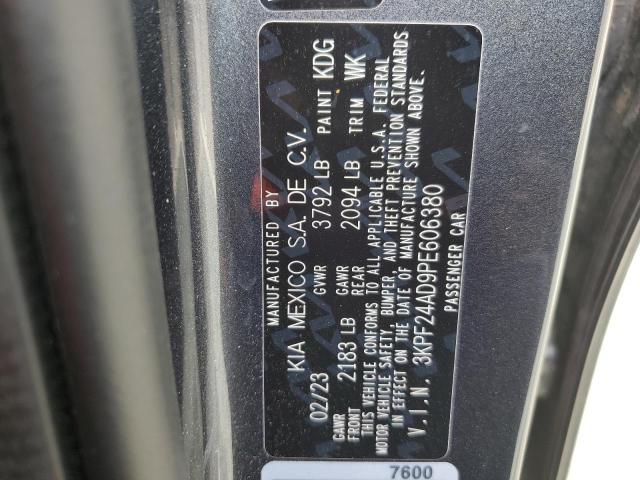 MANUFACTURED BY
KIA MEXICO S.A. DE C.V.
02/23 GVWR 3792 LB PAINT KDG
GAWR FRONT 2183 LB GAWR REAR 2094 LB TRIM WK
THIS VEHICLE CONFORMS TO ALL APPLICABLE U.S.A. FEDERAL
MOTOR VEHICLE SAFETY, BUMPER, AND THEFT PREVENTION STANDARDS
IN EFFECT ON THE DATE OF MANUFACTURE SHOWN ABOVE.
V.I.N. 3KPF24AD9PE606380
PASSENGER CAR
7600